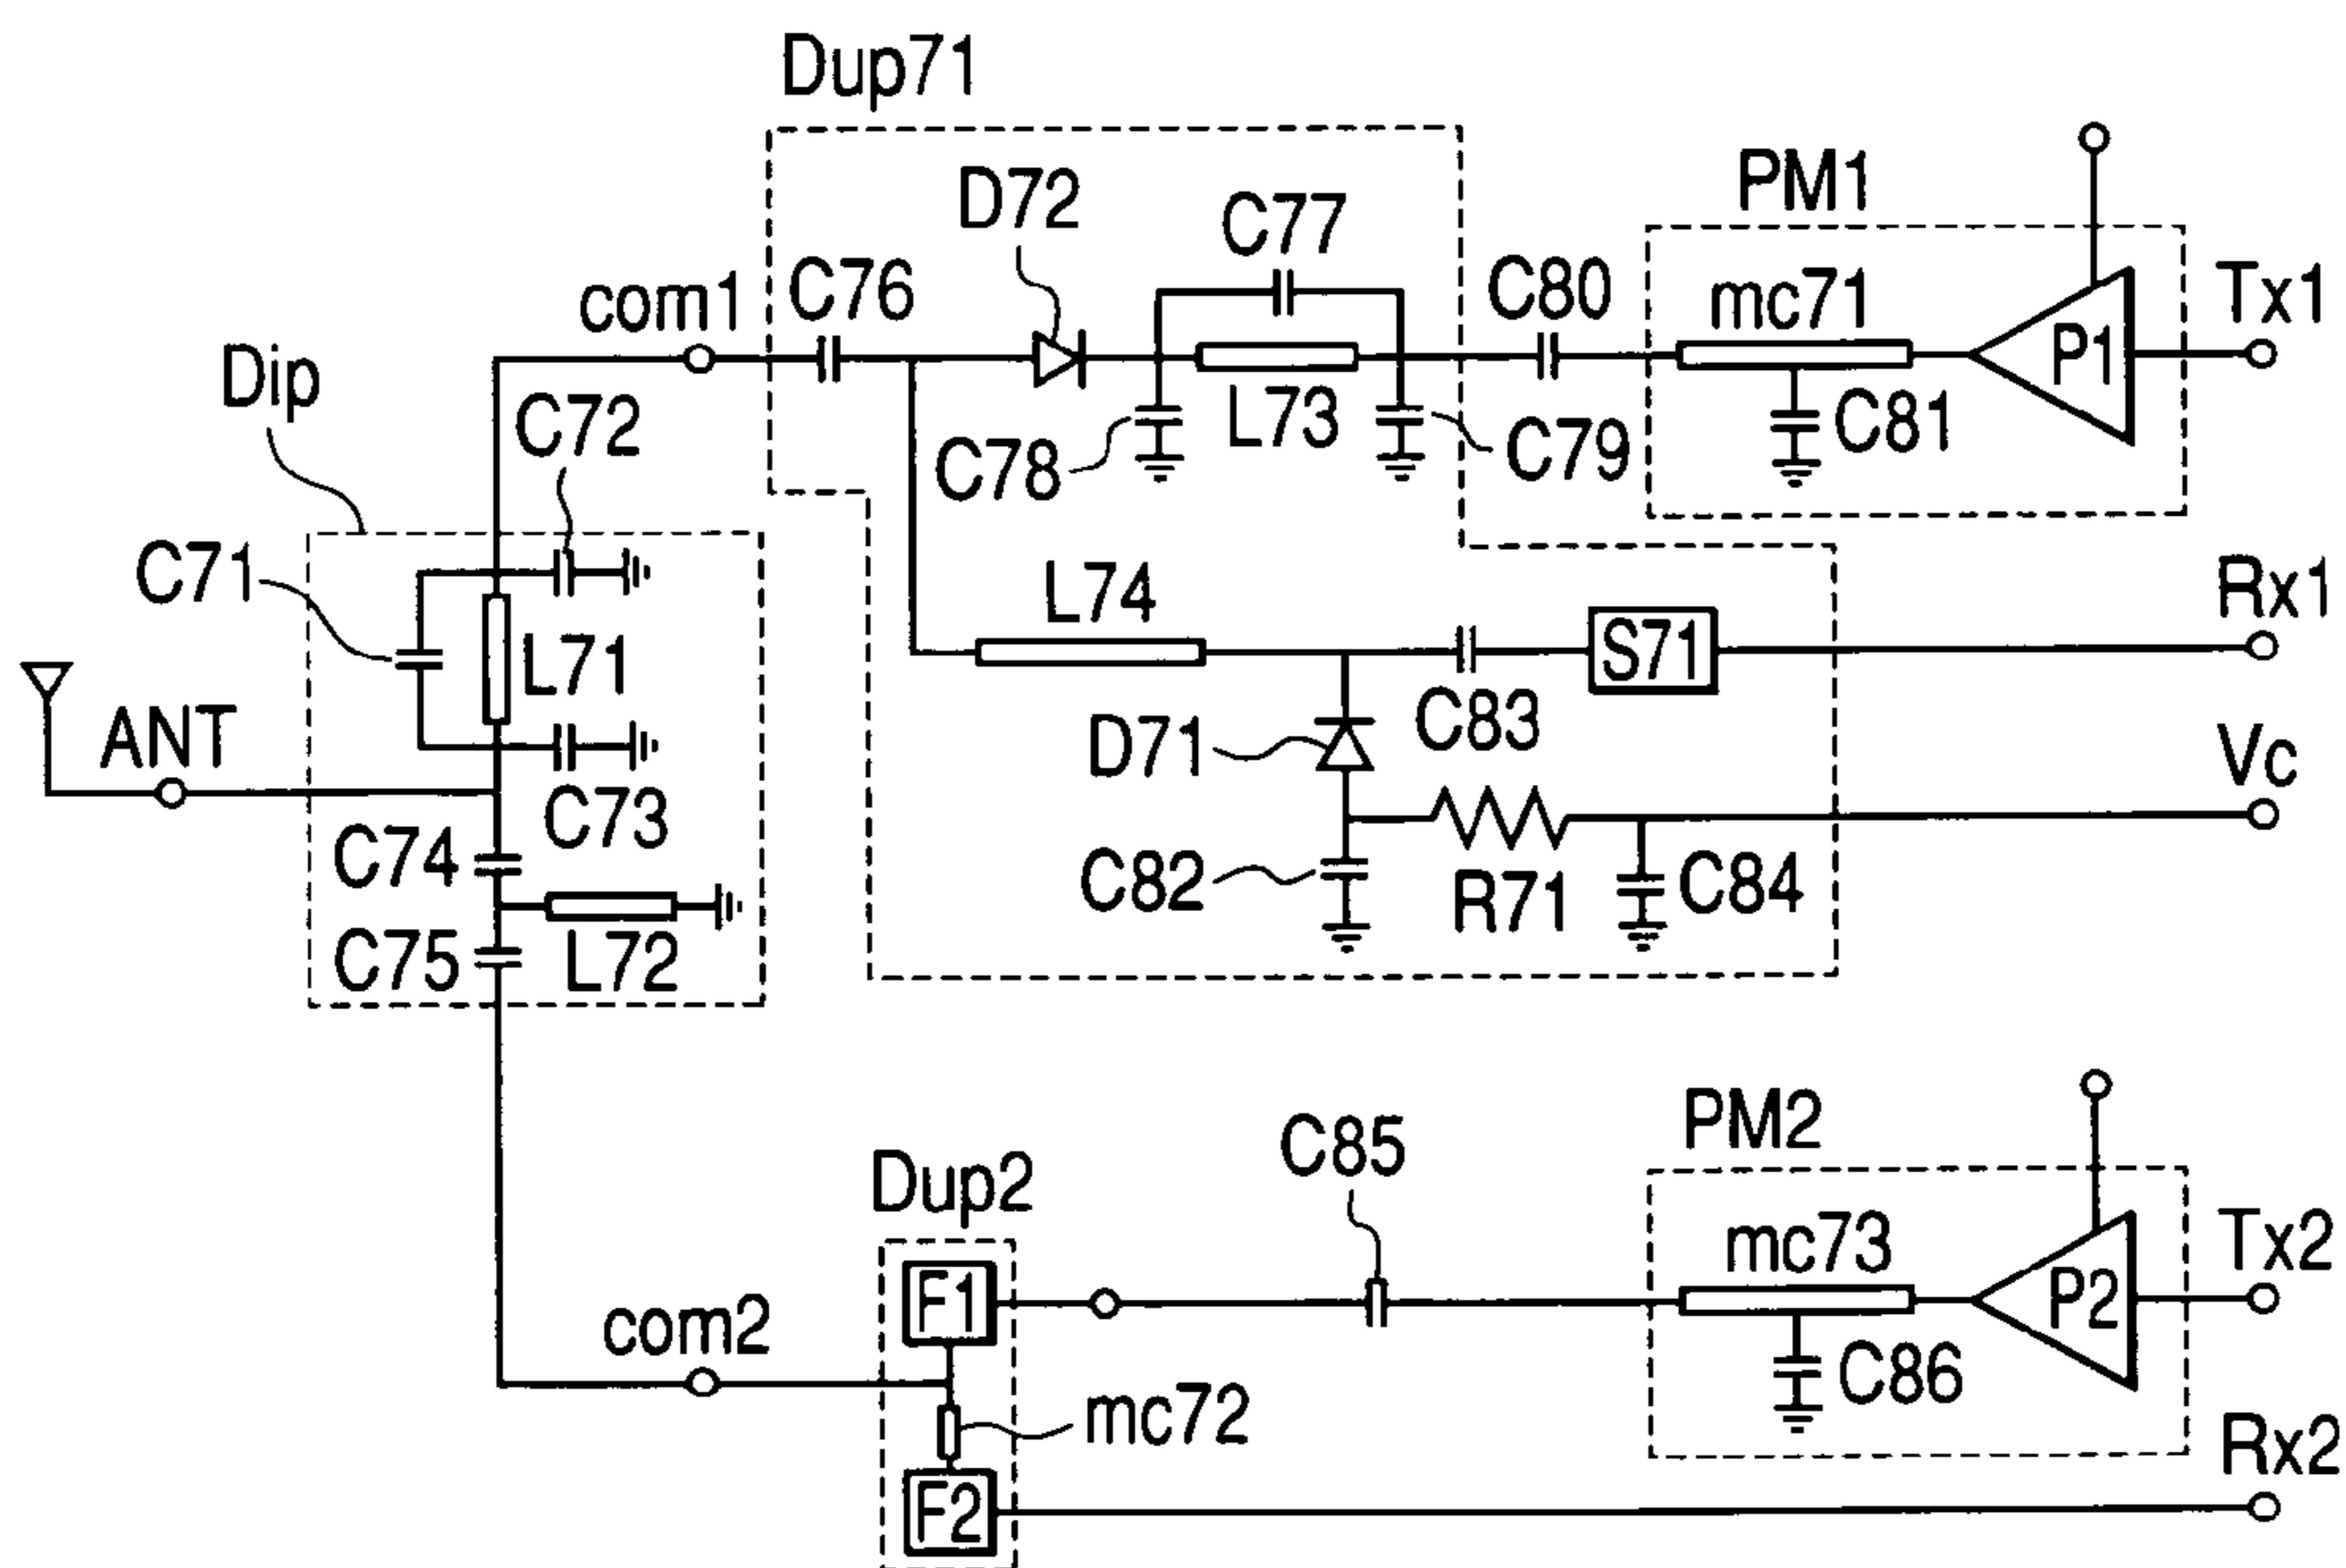 Dup71
D72
C77
PM1
com1
C76
C80
mc71
Tx1
P1
Dip
C72
C78
L73
C79
C81
C71
L71
L74
S71
Rx1
ANT
D71
C83
Vc
C73
C74
C82
R71
C84
C75
L72
Dup2
C85
PM2
mc73
Tx2
P2
com2
F1
C86
mc72
Rx2
F2